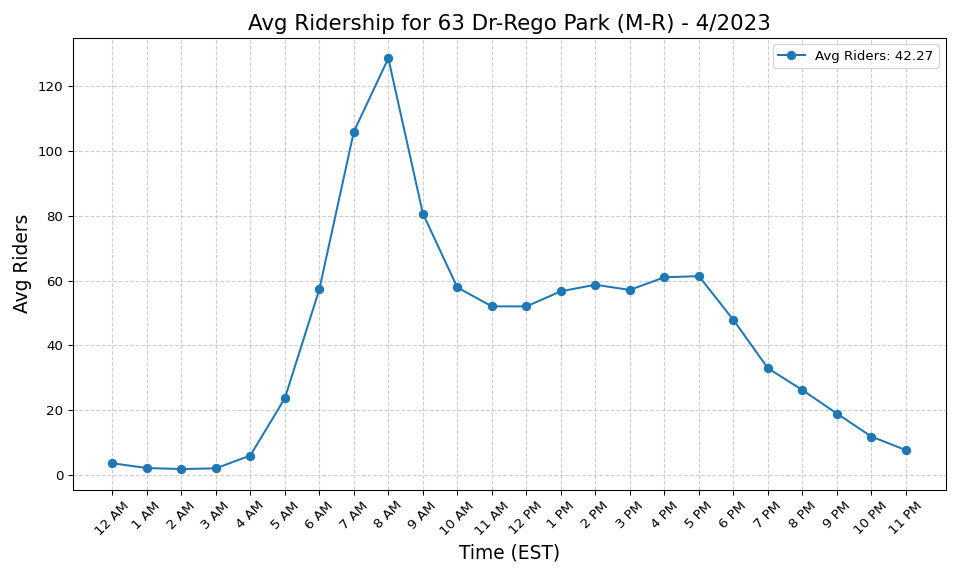 Avg Ridership for 63 Dr-Rego Park (M-R) - 4/2023
Avg Riders: 42.27
Avg Riders
120
100
80
60
40
20
0
12 AM
1 AM
2 AM
3 AM
4 AM
5 AM
6 AM
7 AM
8 AM
9 AM
10 AM
11 AM
12 PM
1 PM
2 PM
3 PM
4 PM
5 PM
6 PM
7 PM
8 PM
9 PM
10 PM
11 PM
Time (EST)